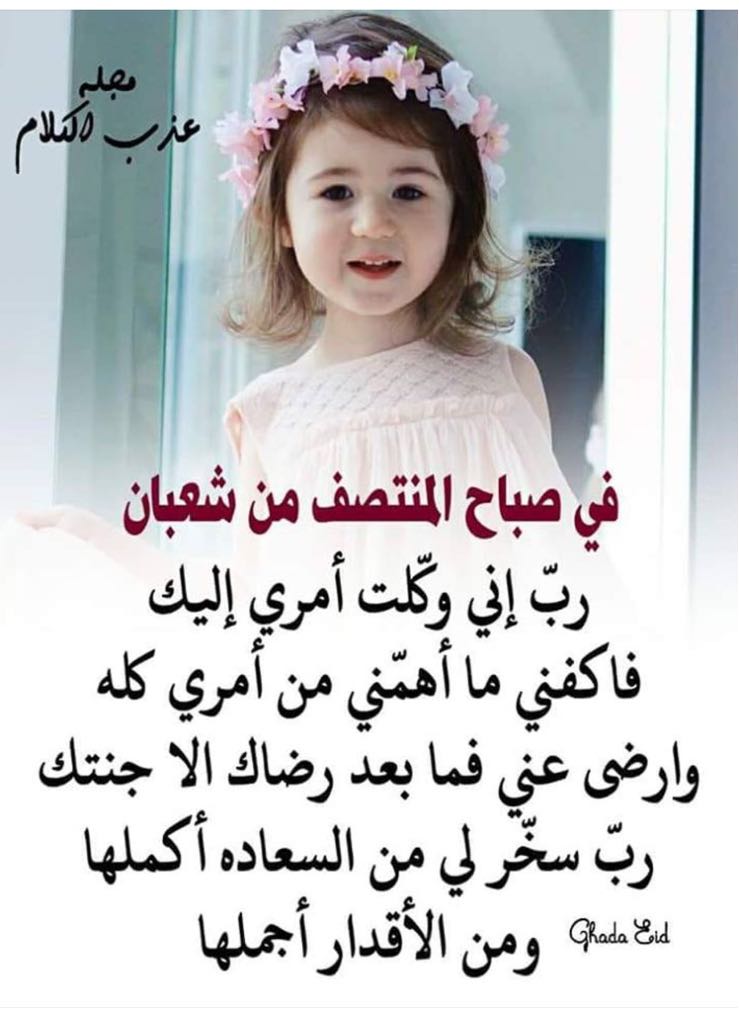 مجله
عذب الكلام
في صباح المنتصف من شعبان
ربّ إني وكّلت أمري إليك
فاكفني ما أهمّني من أمري كله
وارضى عني فما بعد رضاك الا جنتك
ربّ سخّر لي من السعاده أكملها
ومن الأقدار أجملها
Ghada Eid